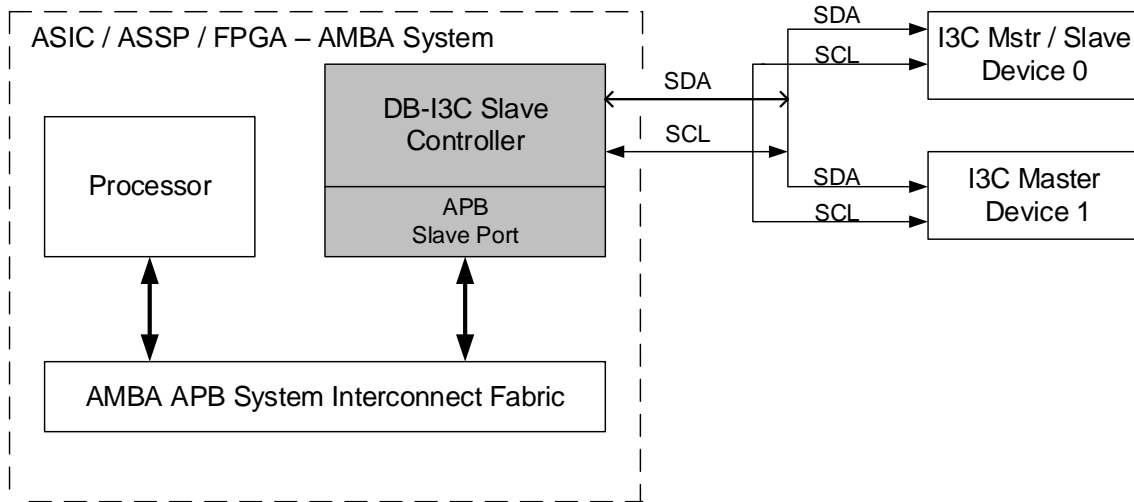 ASIC / ASSP / FPGA – AMBA System
DB-I3C Slave
Controller
APB
Slave Port
Processor
AMBA APB System Interconnect Fabric
SDA
SCL
SDA
SCL
I3C Mstr / Slave
Device 0
SDA
SCL
I3C Master
Device 1